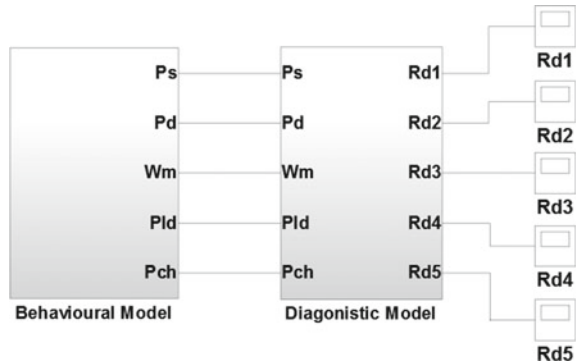 Ps
Pd
Wm
Pld
Pch
Behavioural Model
Ps
Pd
Wm
Pld
Pch
Rd1
Rd2
Rd3
Rd4
Rd5
Diagonistic Model
Rd1
Rd2
Rd3
Rd4
Rd5